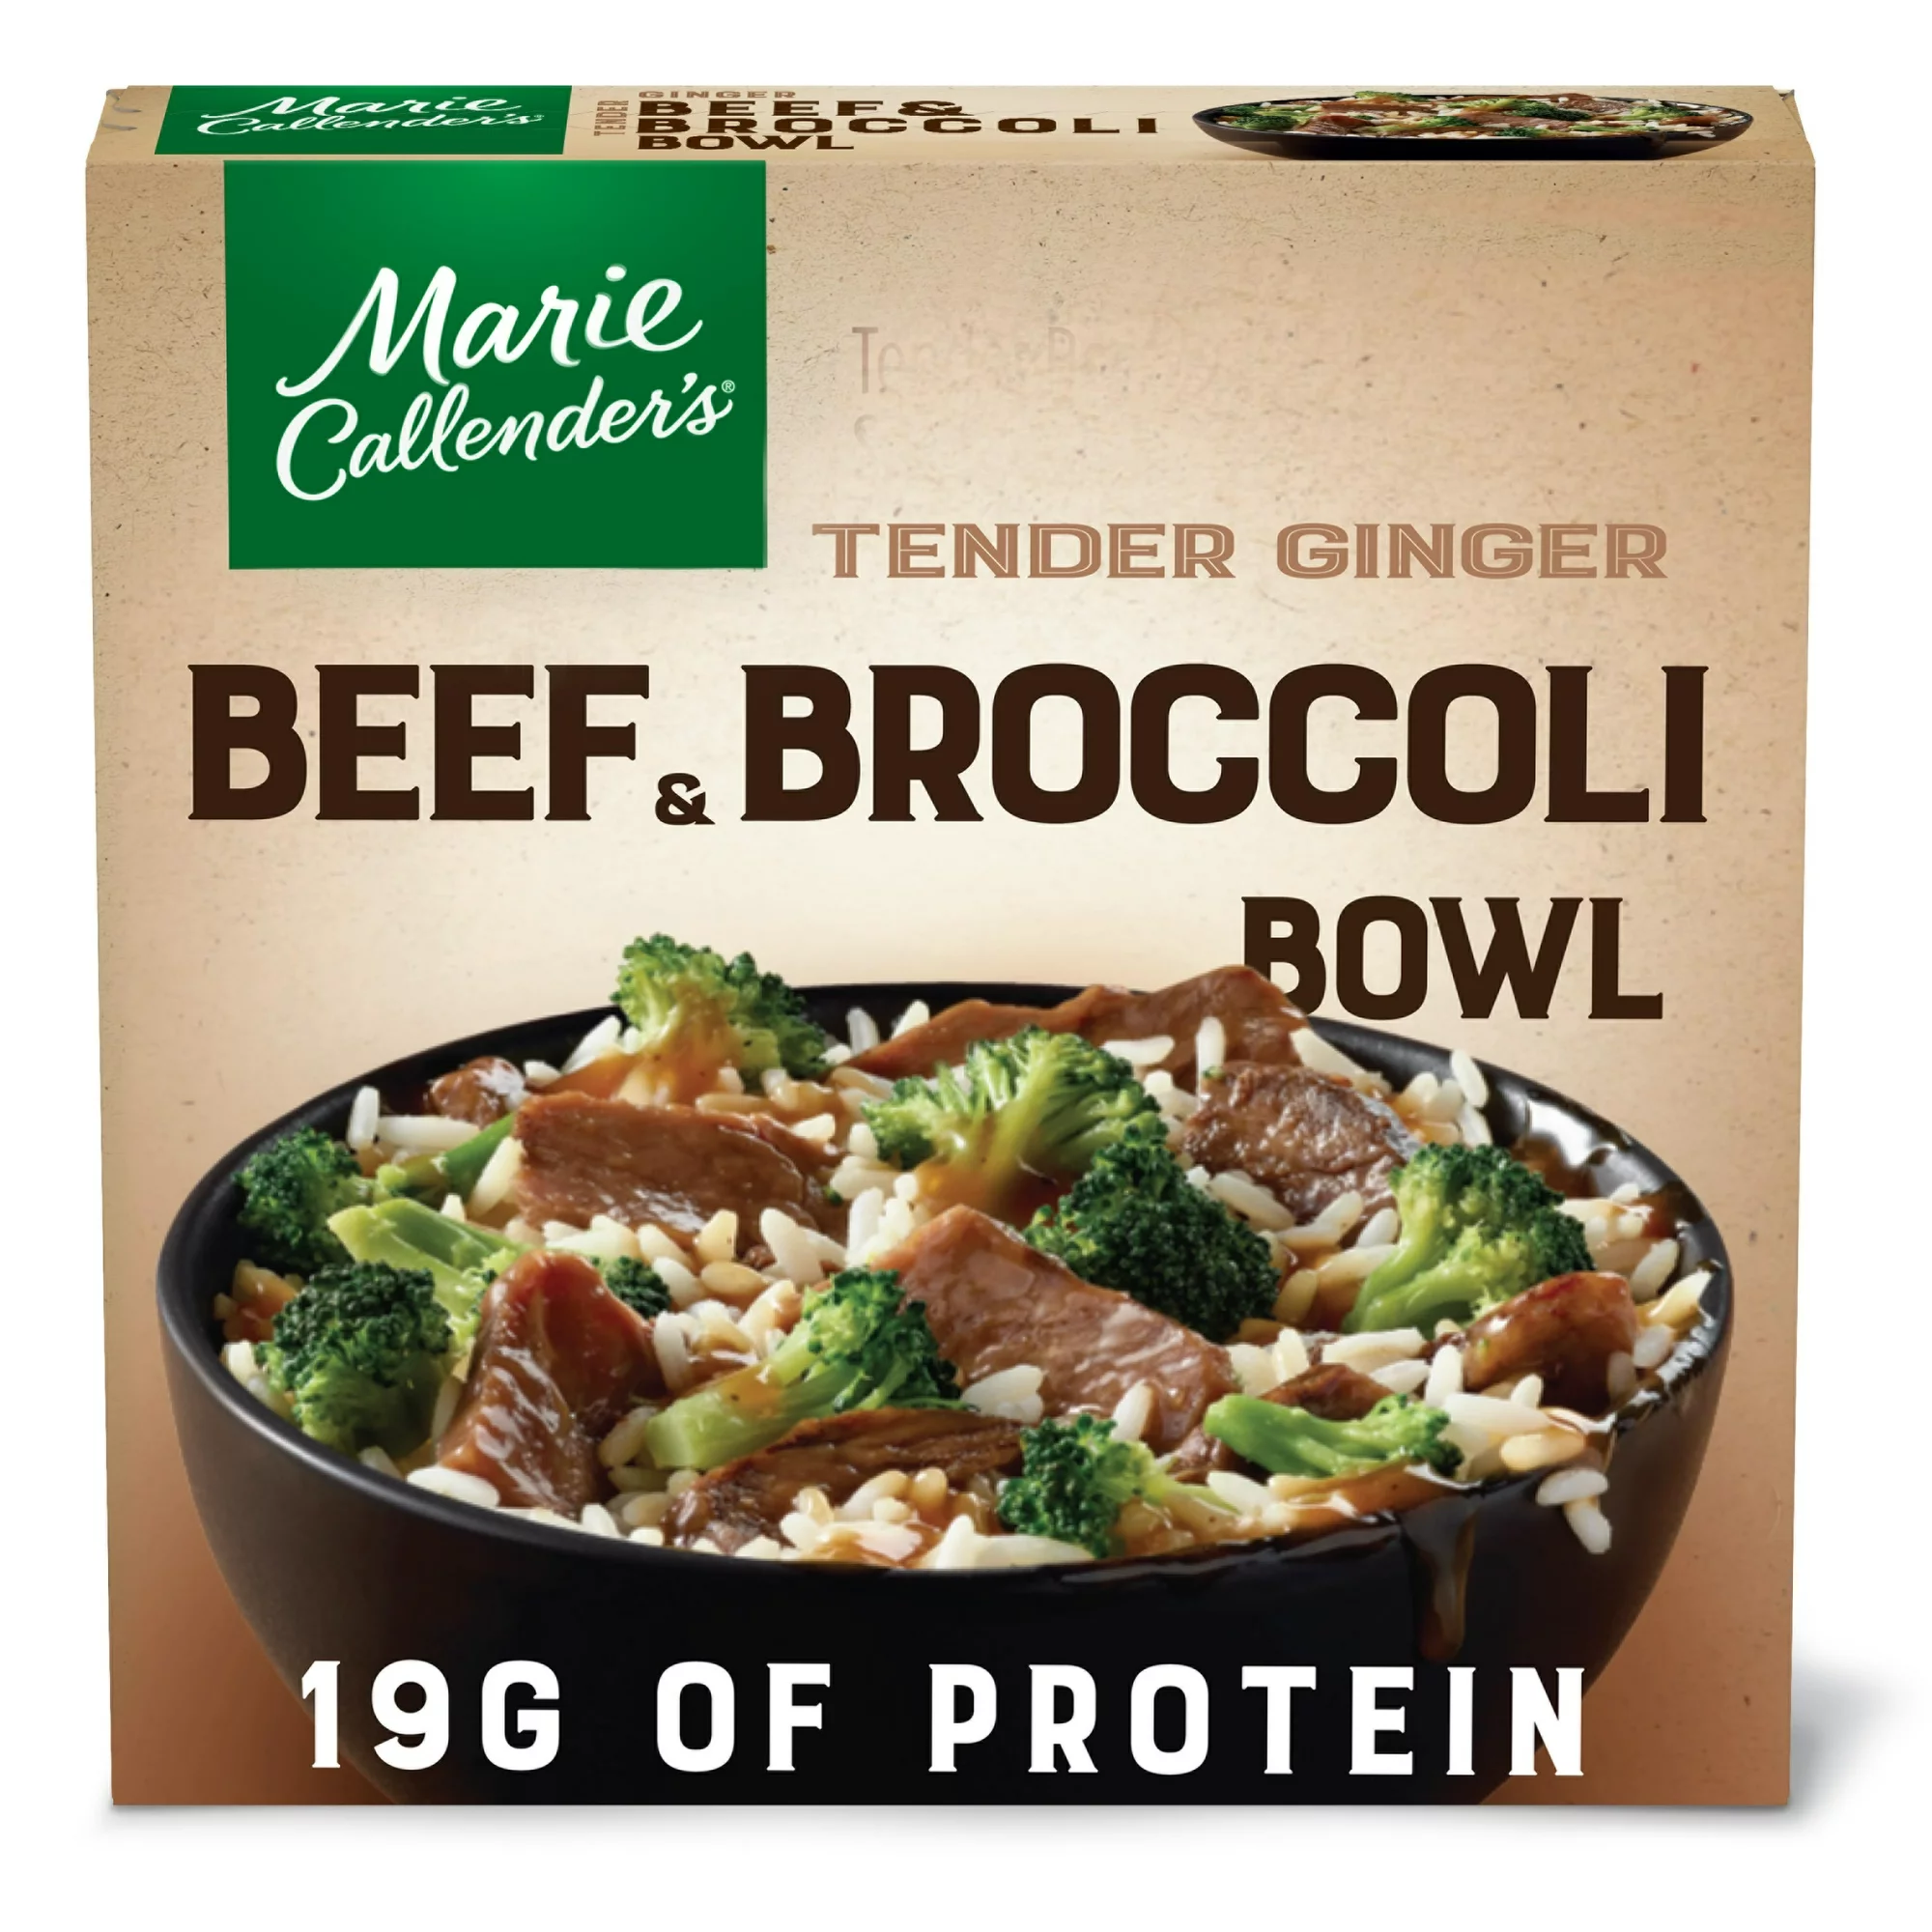 Marie
Callender's
TENDER
GINGER
BEEF &
BROCCOLI
BOWL
Marie
Callender's®
TENDER GINGER
BEEF & BROCCOLI
BOWL
19G OF PROTEIN